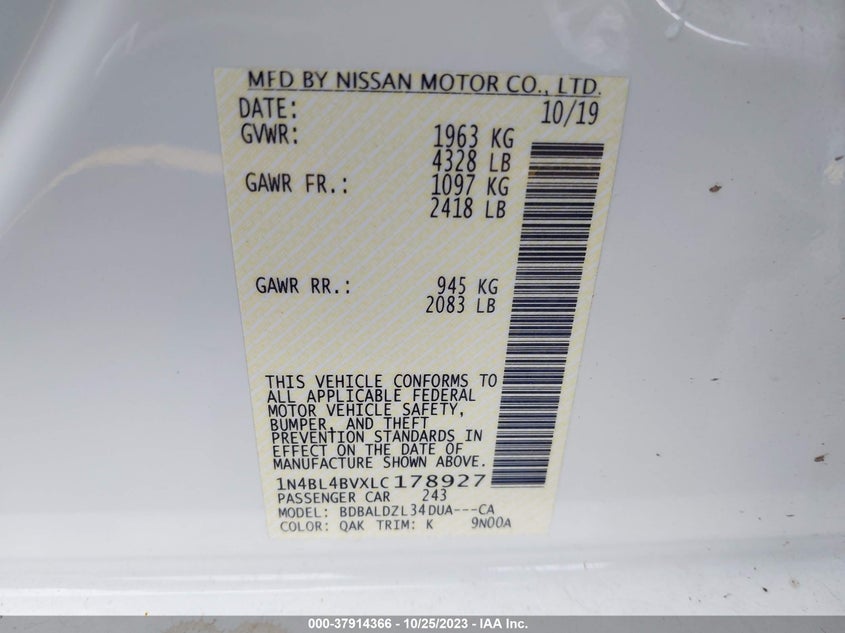 MFD BY NISSAN MOTOR CO., LTD.
DATE: 10/19
GVWR: 1963 KG
4328 LB
GAWR FR.: 1097 KG
2418 LB
GAWR RR.: 945 KG
2083 LB
THIS VEHICLE CONFORMS TO
ALL APPLICABLE FEDERAL
MOTOR VEHICLE SAFETY,
BUMPER, AND THEFT
PREVENTION STANDARDS IN
EFFECT ON THE DATE OF
MANUFACTURE SHOWN ABOVE.
1N4BL4BVXLC178927
PASSENGER CAR 243
MODEL: BDBALDZL34DUA---CA
COLOR: QAK TRIM: K 9N00A
000-37914366 - 10/25/2023 - IAA Inc.